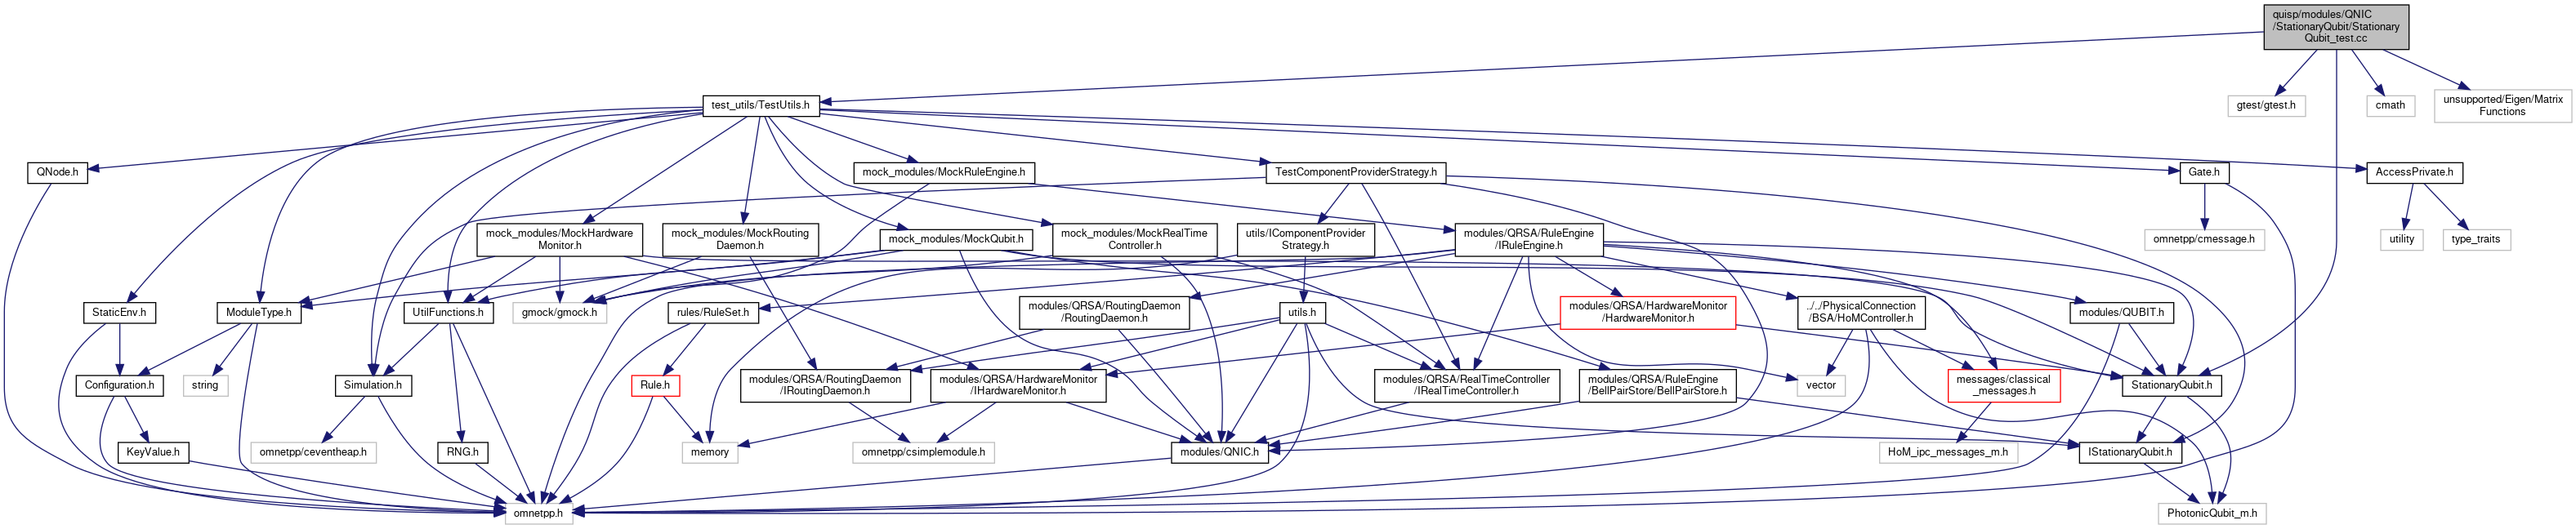 quisp/modules/QNIC
/StationaryQubit/Stationary
Qubit_test.cc
test_utils/TestUtils.h
gtest/gtest.h
cmath
unsupported/Eigen/Matrix
Functions
QNode.h
mock_modules/MockRuleEngine.h
TestComponentProviderStrategy.h
Gate.h
AccessPrivate.h
mock_modules/MockHardware
Monitor.h
mock_modules/MockRouting
Daemon.h
mock_modules/MockQubit.h
mock_modules/MockRealTime
Controller.h
utils/IComponentProvider
Strategy.h
modules/QRSA/RuleEngine
/IRuleEngine.h
omnetpp/cmessage.h
utility
type_traits
StaticEnv.h
ModuleType.h
UtilFunctions.h
gmock/gmock.h
rules/RuleSet.h
modules/QRSA/RoutingDaemon
/RoutingDaemon.h
utils.h
modules/QRSA/HardwareMonitor
/HardwareMonitor.h
../../PhysicalConnection
/BSA/HoMController.h
modules/QUBIT.h
Configuration.h
string
Simulation.h
Rule.h
modules/QRSA/RoutingDaemon
/IRoutingDaemon.h
modules/QRSA/HardwareMonitor
/IHardwareMonitor.h
modules/QRSA/RealTimeController
/IRealTimeController.h
modules/QRSA/RuleEngine
/BellPairStore/BellPairStore.h
vector
messages/classical
_messages.h
StationaryQubit.h
KeyValue.h
omnetpp/ceventheap.h
RNG.h
memory
omnetpp/csimplemodule.h
modules/QNIC.h
HoM_ipc_messages_m.h
IStationaryQubit.h
omnetpp.h
PhotonicQubit_m.h